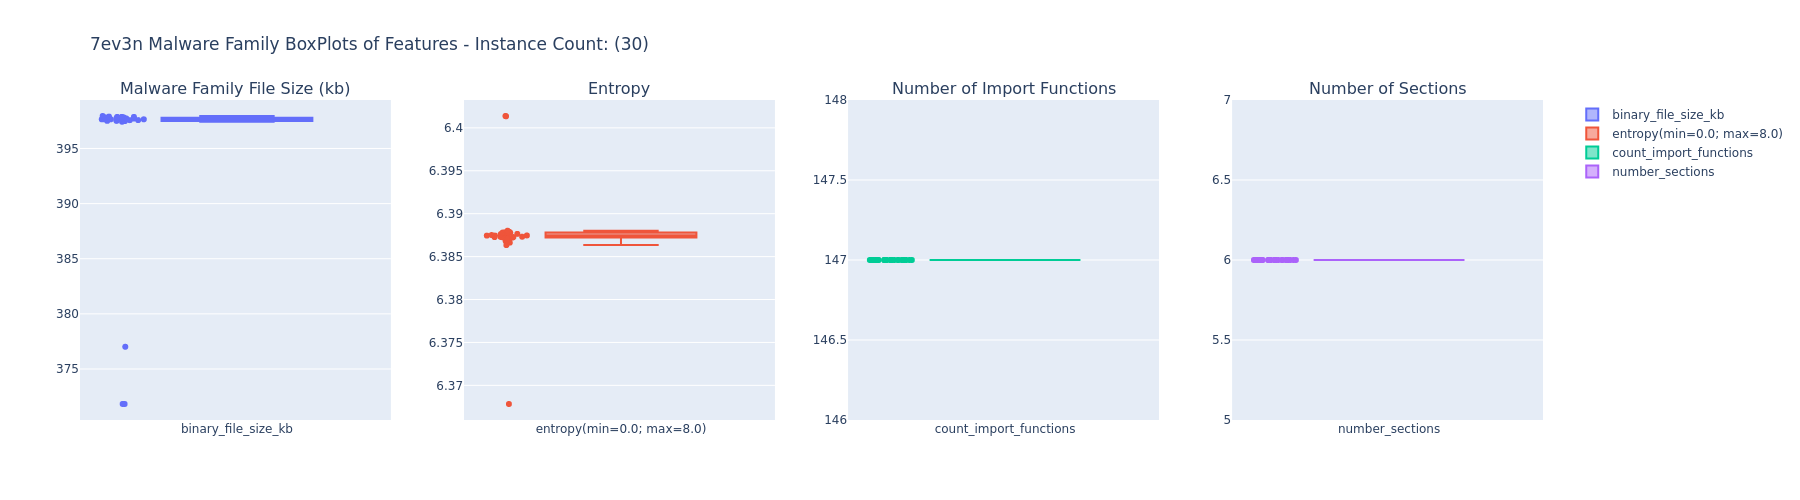 7ev3n Malware Family BoxPlots of Features - Instance Count: (30)
Malware Family File Size (kb)
395
390
385
380
375
binary_file_size_kb
Entropy
6.4
6.395
6.39
6.385
6.38
6.375
6.37
entropy(min=0.0; max=8.0)
Number of Import Functions
148
147.5
147
146.5
146
count_import_functions
Number of Sections
7
6.5
6
5.5
5
number_sections
binary_file_size_kb
entropy(min=0.0; max=8.0)
count_import_functions
number_sections